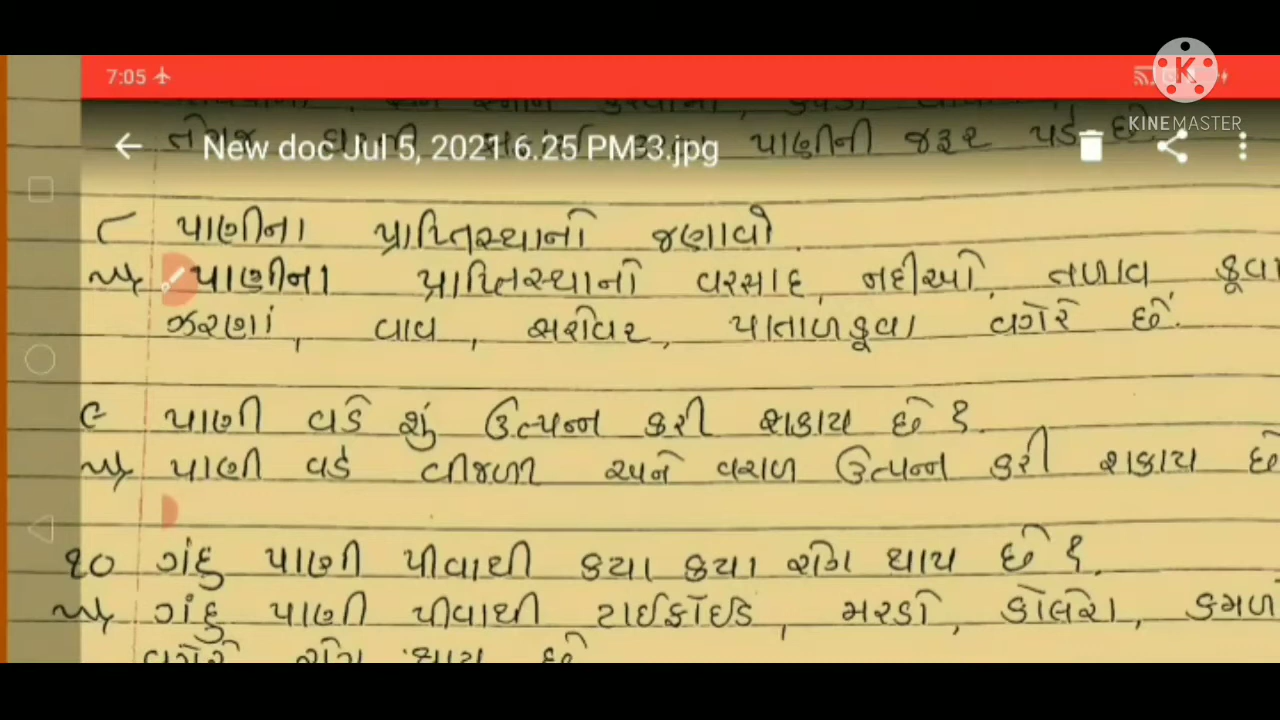 7:05
KINEMASTER
New doc Jul 5, 2021 6.25 PM 3.jpg
પાણીની જરૂર પડે છે.
૮ પાણીના પ્રાપ્તિસ્થાનો જણાવો.
પાણીના પ્રાપ્તિસ્થાનો વરસાદ, નદીઓ, તળાવ, કૂવા
ઝરણાં, વાવ, સરોવર, પાતાળકૂવા વગેરે છે.
૯ પાણી વડે શું ઉત્પન્ન કરી શકાય છે ?
પાણી વડે વીજળી અને વરાળ ઉત્પન્ન કરી શકાય છે
૧૦ ગંદુ પાણી પીવાથી કયા કયા રોગ થાય છે ?
ગંદુ પાણી પીવાથી ટાઈફોઈડ, મરડો, કોલેરા, કમળો
વગેરે રોગ થાય છે